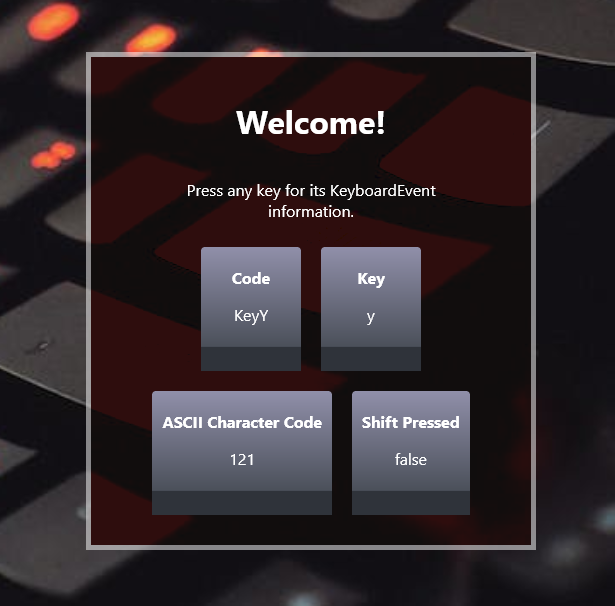 Welcome!
Press any key for its KeyboardEvent
information.
Code
Key
KeyY
y
ASCII Character Code
Shift Pressed
121
false